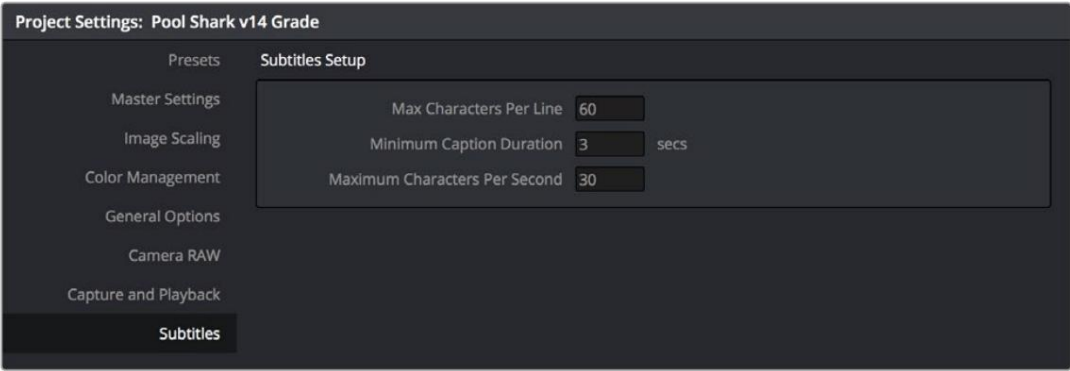 Project Settings: Pool Shark v14 Grade
Presets
Master Settings
Image Scaling
Color Management
General Options
Camera RAW
Capture and Playback
Subtitles
Subtitles Setup
Max Characters Per Line 60
Minimum Caption Duration 3 secs
Maximum Characters Per Second 30